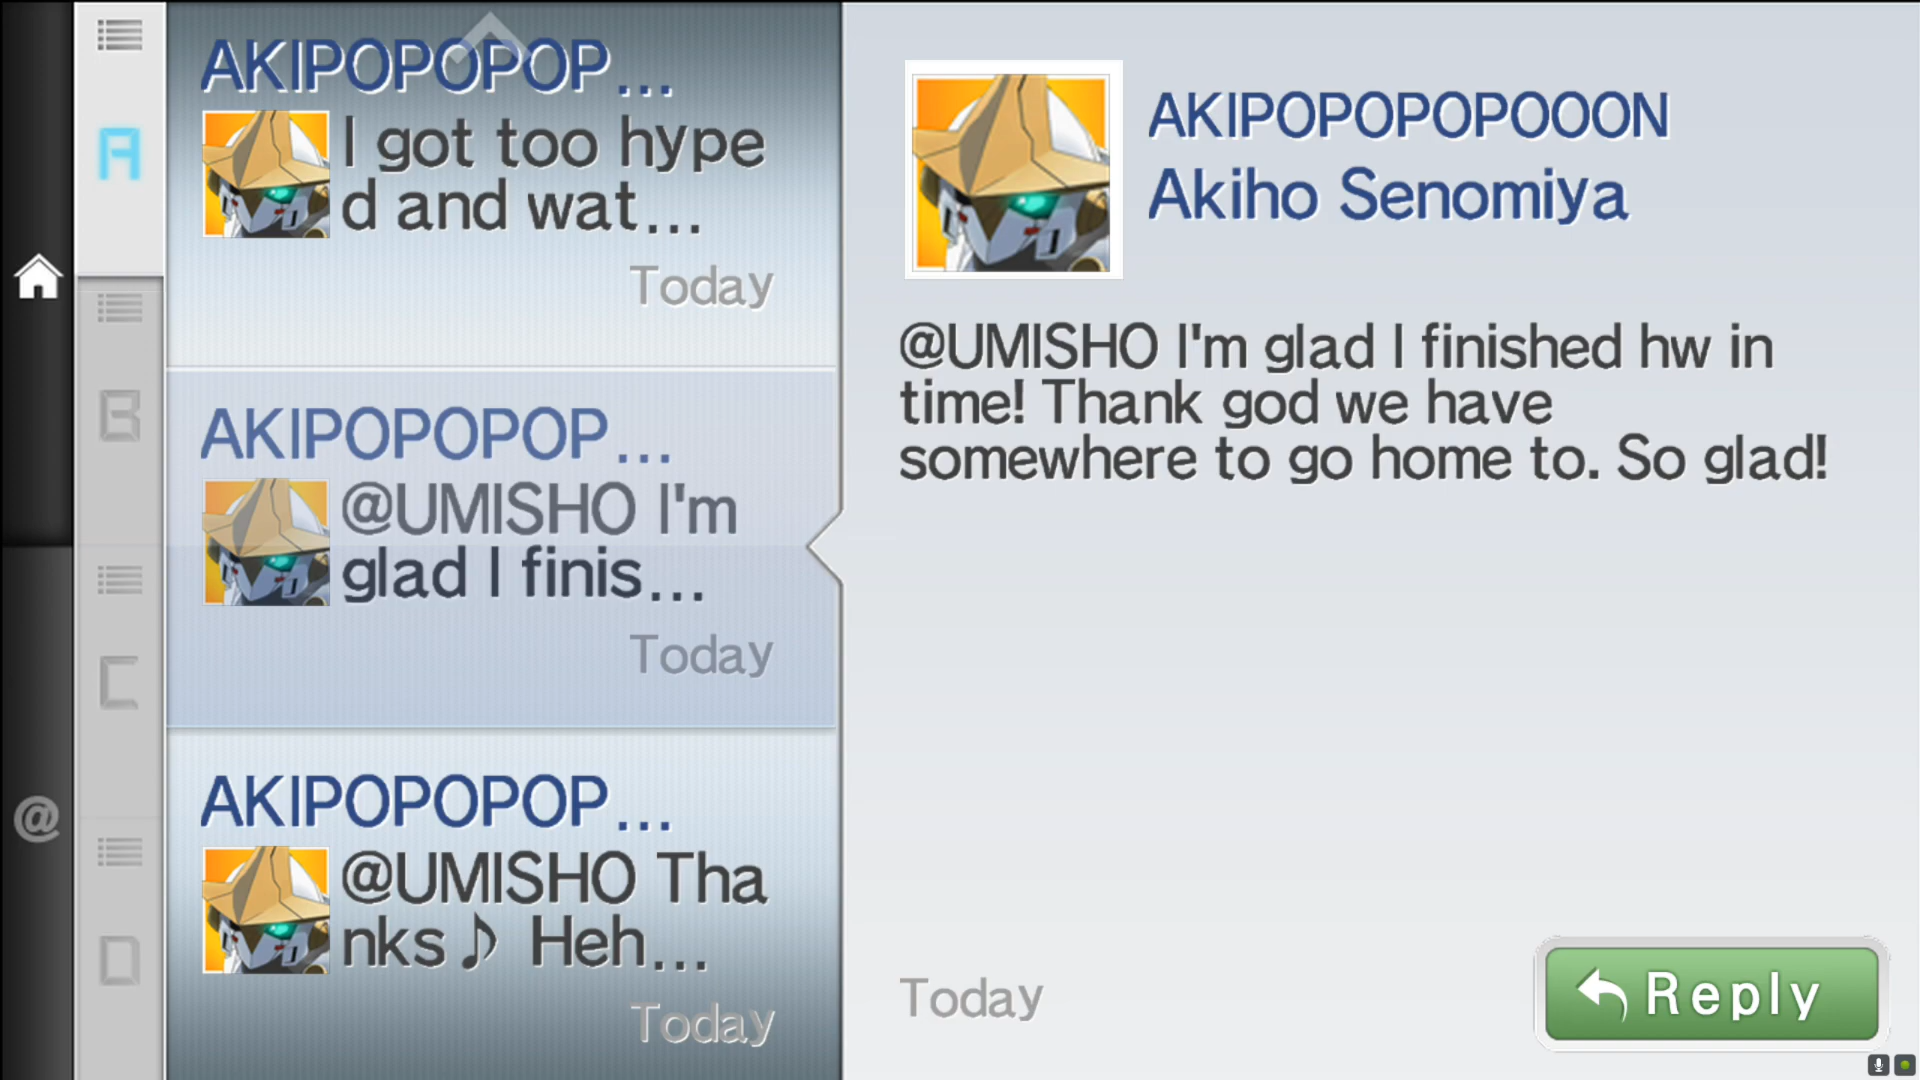 A
B
C
D
@
AKIPOPOPOP...
I got too hype
d and wat...
Today
AKIPOPOPOP...
@UMISHO I'm
glad I finis...
Today
AKIPOPOPOP...
@UMISHO Tha
nks♪ Heh...
Today
AKIPOPOPOPOOON
Akiho Senomiya
@UMISHO I'm glad I finished hw in
time! Thank god we have
somewhere to go home to. So glad!
Today
Reply